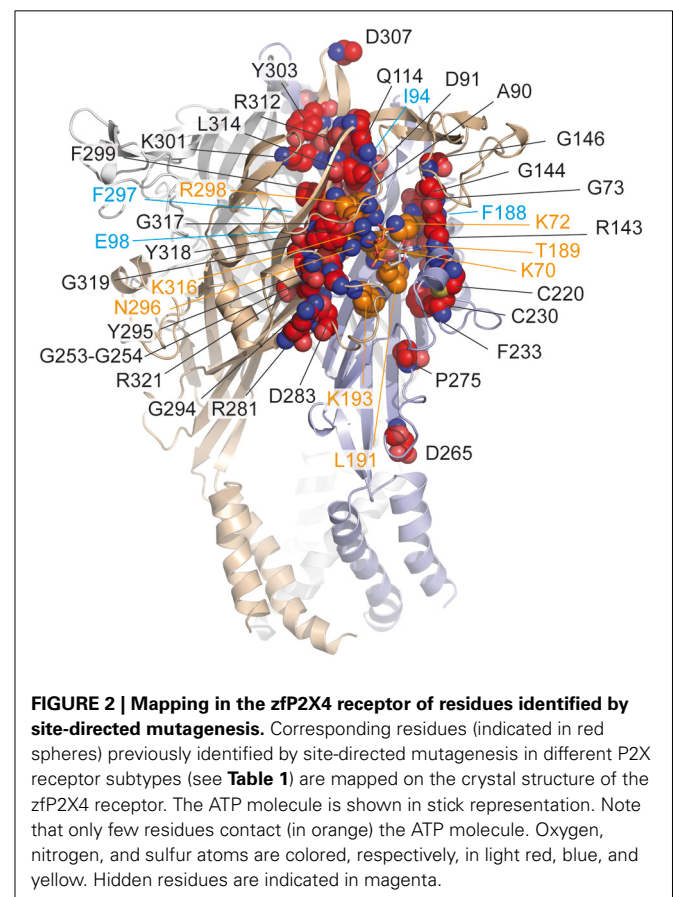 D307
Y303
Q114
D91
R312
I94
A90
L314
K301
G146
F299
G144
F297
R298
G73
G317
F188
E98
K72
Y318
R143
T189
G319
K316
K70
N296
C220
Y295
C230
G253-G254
F233
R321
P275
G294
R281
D283
K193
L191
D265
FIGURE 2 | Mapping in the zfP2X4 receptor of residues identified by
site-directed mutagenesis. Corresponding residues (indicated in red
spheres) previously identified by site-directed mutagenesis in different P2X
receptor subtypes (see Table 1) are mapped on the crystal structure of the
zfP2X4 receptor. The ATP molecule is shown in stick representation. Note
that only few residues contact (in orange) the ATP molecule. Oxygen,
nitrogen, and sulfur atoms are colored, respectively, in light red, blue, and
yellow. Hidden residues are indicated in magenta.